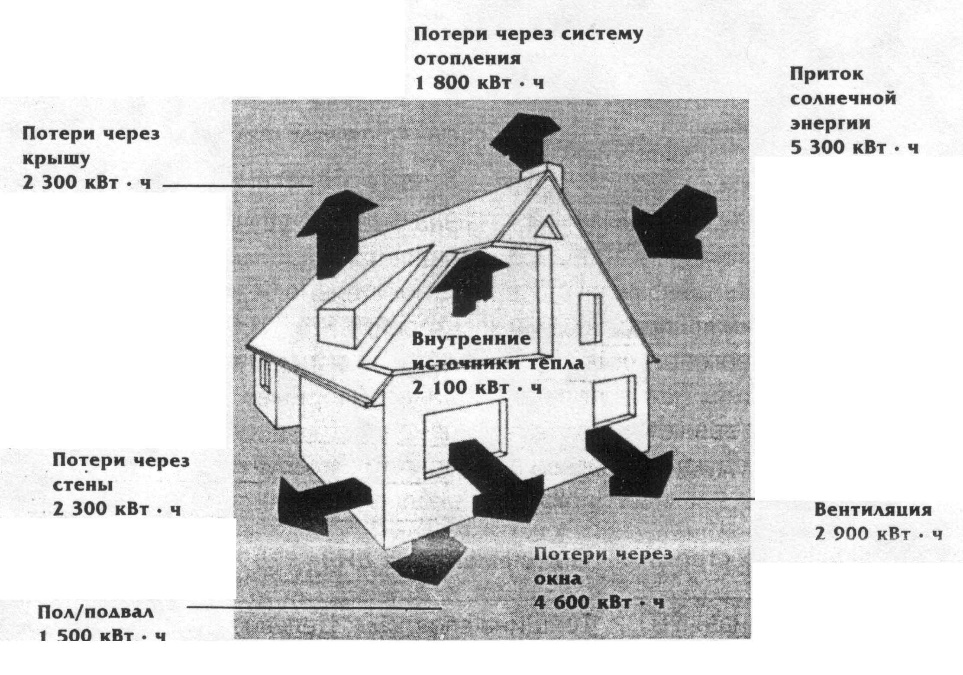 Потери через систему
отопления
1 800 кВт · ч
Приток
солнечной
энергии
5 300 кВт · ч
Потери через
крышу
2 300 кВт · ч
Внутренние
источники тепла
2 100 кВт · ч
Потери через
стены
2 300 кВт · ч
Вентиляция
2 900 кВт · ч
Потери через
окна
4 600 кВт · ч
Пол/подвал
1 500 кВт · ч